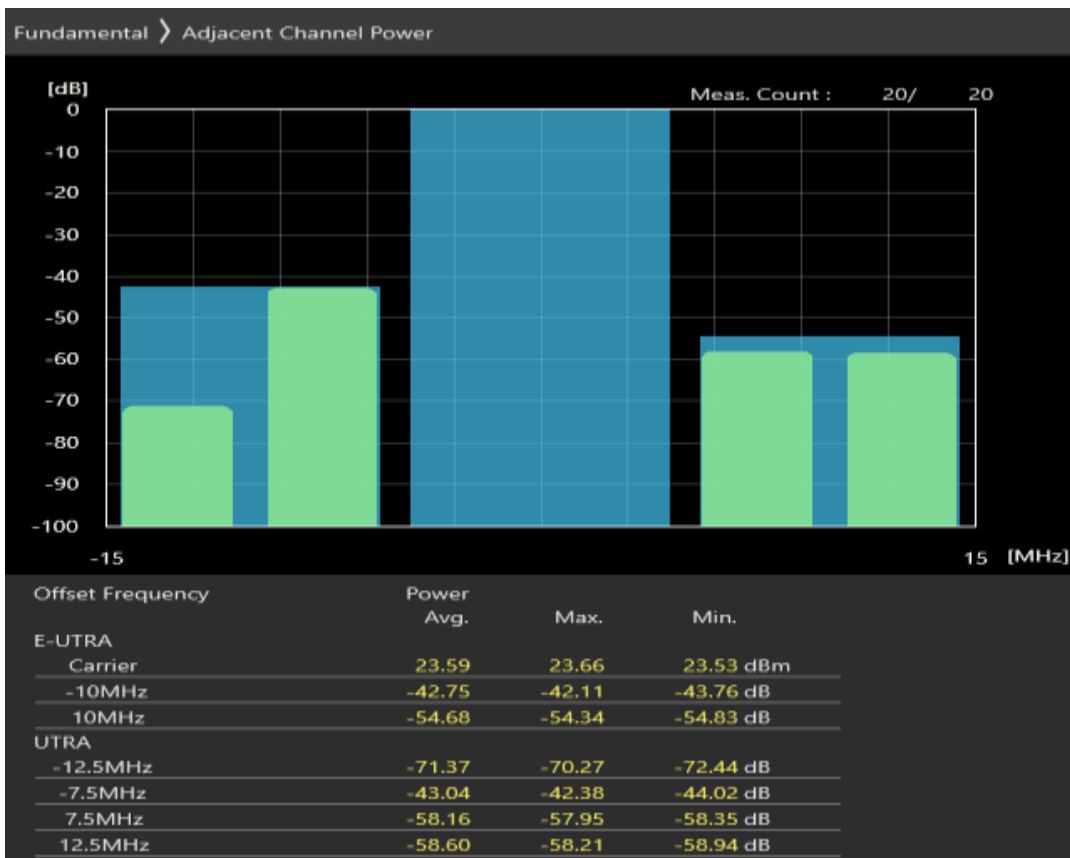 Fundamental 〉 Adjacent Channel Power
[dB]
Meas. Count : 20/ 20
0
-10
-20
-30
-40
-50
-60
-70
-80
-90
-100
-15 15 [MHz]
Offset Frequency Power
Avg. Max. Min.
E-UTRA
Carrier 23.59 23.66 23.53 dBm
-10MHz -42.75 -42.11 -43.76 dB
10MHz -54.68 -54.34 -54.83 dB
UTRA
-12.5MHz -71.37 -70.27 -72.44 dB
-7.5MHz -43.04 -42.38 -44.02 dB
7.5MHz -58.16 -57.95 -58.35 dB
12.5MHz -58.60 -58.21 -58.94 dB